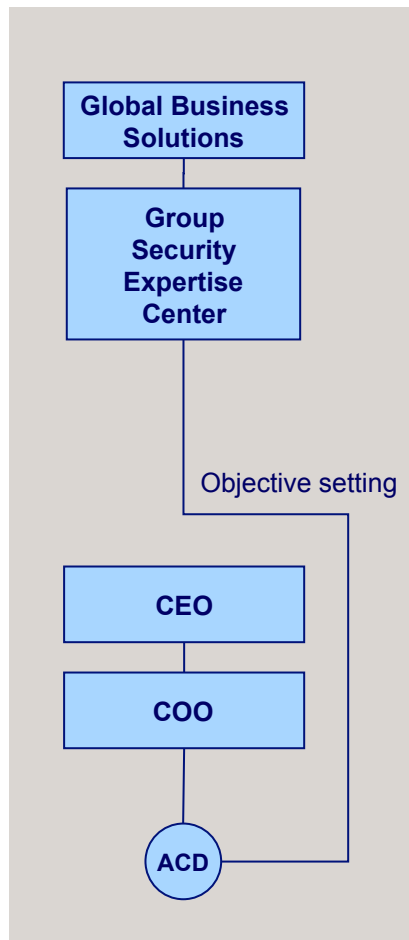 Global Business
Solutions
Group
Security
Expertise
Center
Objective setting
CEO
COO
ACD